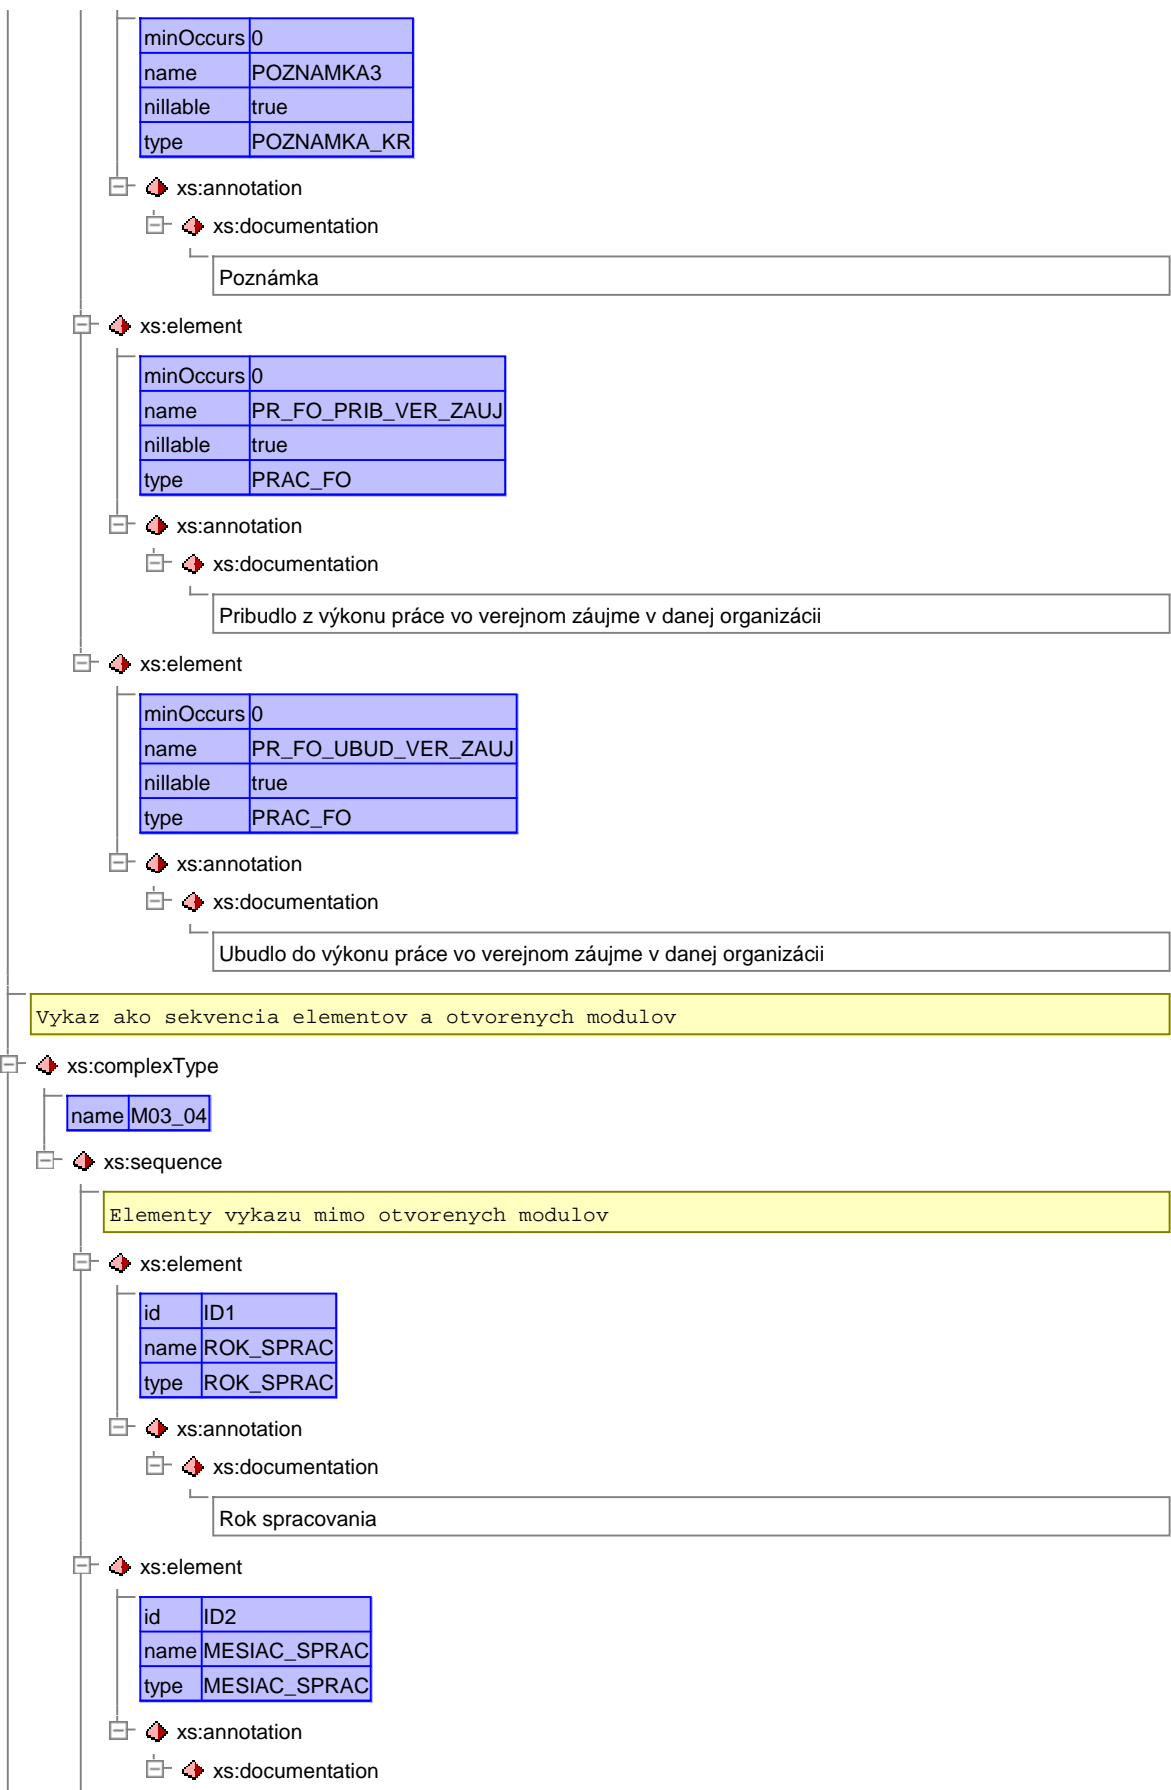 minOccurs 0
name POZNAMKA3
nillable true
type POZNAMKA_KR
xs:annotation
xs:documentation
Poznámka
xs:element
minOccurs 0
name PR_FO_PRIB_VER_ZAUJ
nillable true
type PRAC_FO
xs:annotation
xs:documentation
Pribudlo z výkonu práce vo verejnom záujme v danej organizácii
xs:element
minOccurs 0
name PR_FO_UBUD_VER_ZAUJ
nillable true
type PRAC_FO
xs:annotation
xs:documentation
Ubudlo do výkonu práce vo verejnom záujme v danej organizácii
Vykaz ako sekvencia elementov a otvorenych modulov
xs:complexType
name M03_04
xs:sequence
Elementy vykazu mimo otvorenych modulov
xs:element
id ID1
name ROK_SPRAC
type ROK_SPRAC
xs:annotation
xs:documentation
Rok spracovania
xs:element
id ID2
name MESIAC_SPRAC
type MESIAC_SPRAC
xs:annotation
xs:documentation